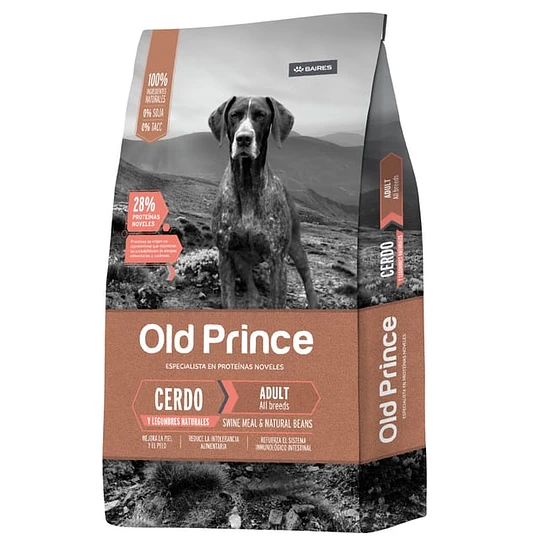 BAIRES
100%
INGREDIENTES
NATURALES
0% SOJA
0% TACC
28%
PROTEÍNAS
NOVELES
Old Prince
ESPECIALISTA EN PROTEÍNAS NOVELES
CERDO
Y LEGUMBRES NATURALES
ADULT
All breeds
SWINE MEAL & NATURAL BEANS
MEJORA LA PIEL
Y EL PELO
REDUCE LA INTOLERANCIA
ALIMENTARIA
REFUERZA EL SISTEMA
INMUNOLÓGICO INTESTINAL
ADULT
All breeds
CERDO
Y LEGUMBRES NATURALES
Old Prince
ESPECIALISTA EN PROTEÍNAS NOVELES